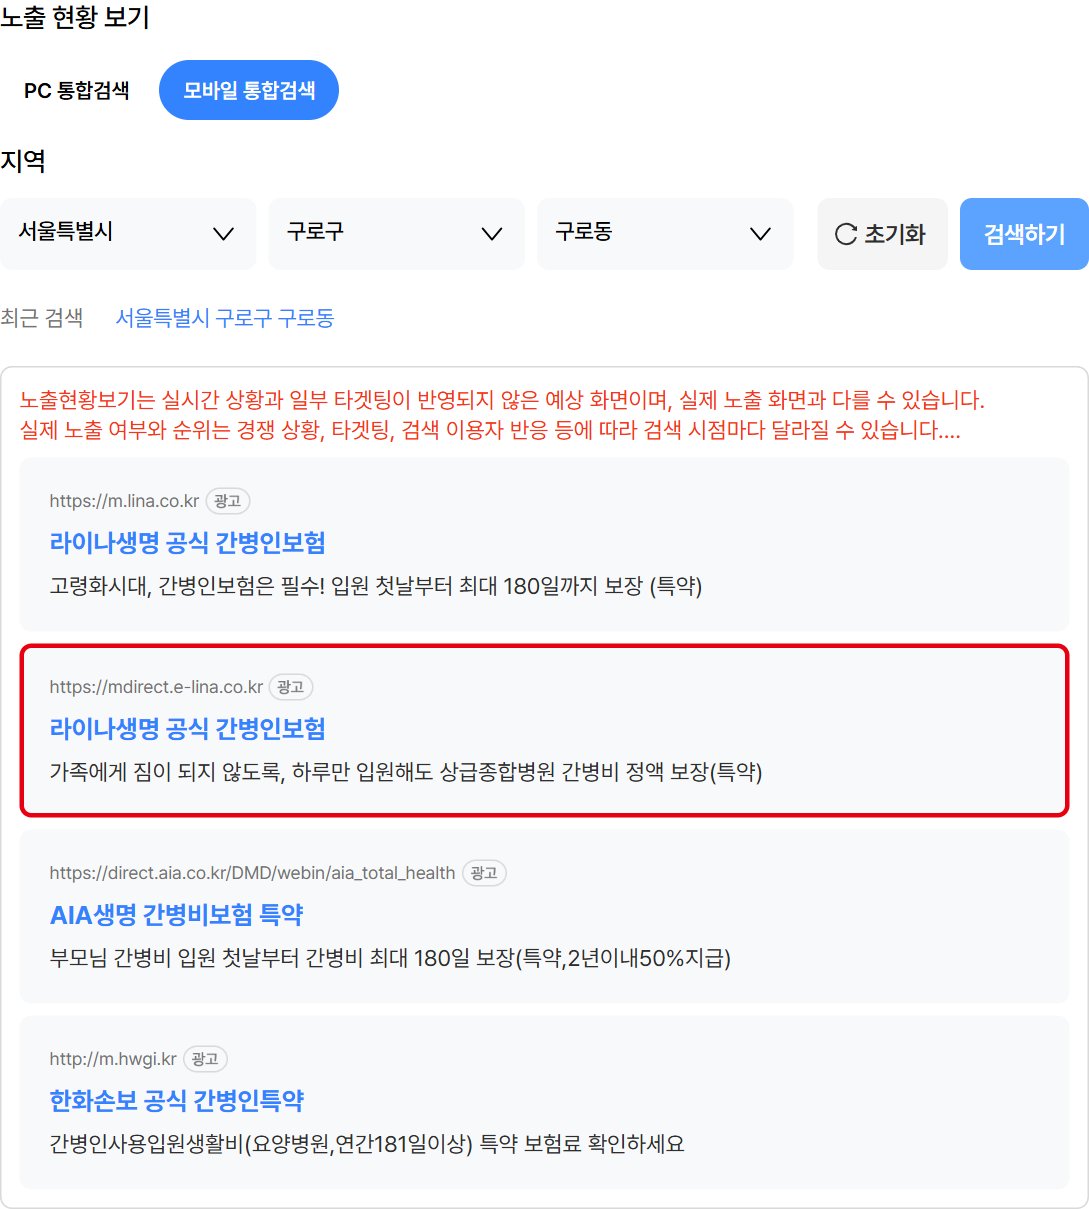 노출 현황 보기
PC 통합검색 모바일 통합검색
지역
서울특별시 구로구 구로동 초기화 검색하기
최근 검색 서울특별시 구로구 구로동
노출현황보기는 실시간 상황과 일부 타겟팅이 반영되지 않은 예상 화면이며, 실제 노출 화면과 다를 수 있습니다.
실제 노출 여부와 순위는 경쟁 상황, 타겟팅, 검색 이용자 반응 등에 따라 검색 시점마다 달라질 수 있습니다....
https://m.lina.co.kr 광고
라이나생명 공식 간병인보험
고령화시대, 간병인보험은 필수! 입원 첫날부터 최대 180일까지 보장 (특약)
https://mdirect.e-lina.co.kr 광고
라이나생명 공식 간병인보험
가족에게 짐이 되지 않도록, 하루만 입원해도 상급종합병원 간병비 정액 보장(특약)
https://direct.aia.co.kr/DMD/webin/aia_total_health 광고
AIA생명 간병비보험 특약
부모님 간병비 입원 첫날부터 간병비 최대 180일 보장(특약,2년이내50%지급)
http://m.hwgi.kr 광고
한화손보 공식 간병인특약
간병인사용입원생활비(요양병원,연간181일이상) 특약 보험료 확인하세요